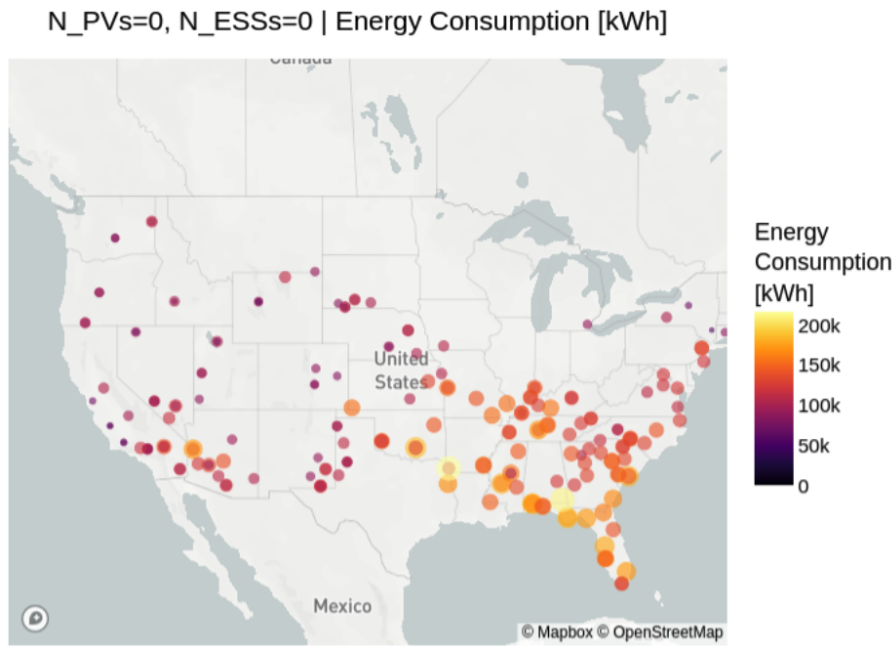 N_PVs=0, N_ESSs=0 | Energy Consumption [kWh]
Canada
United
States
Mexico
© Mapbox © OpenStreetMap
Energy
Consumption
[kWh]
200k
150k
100k
50k
0